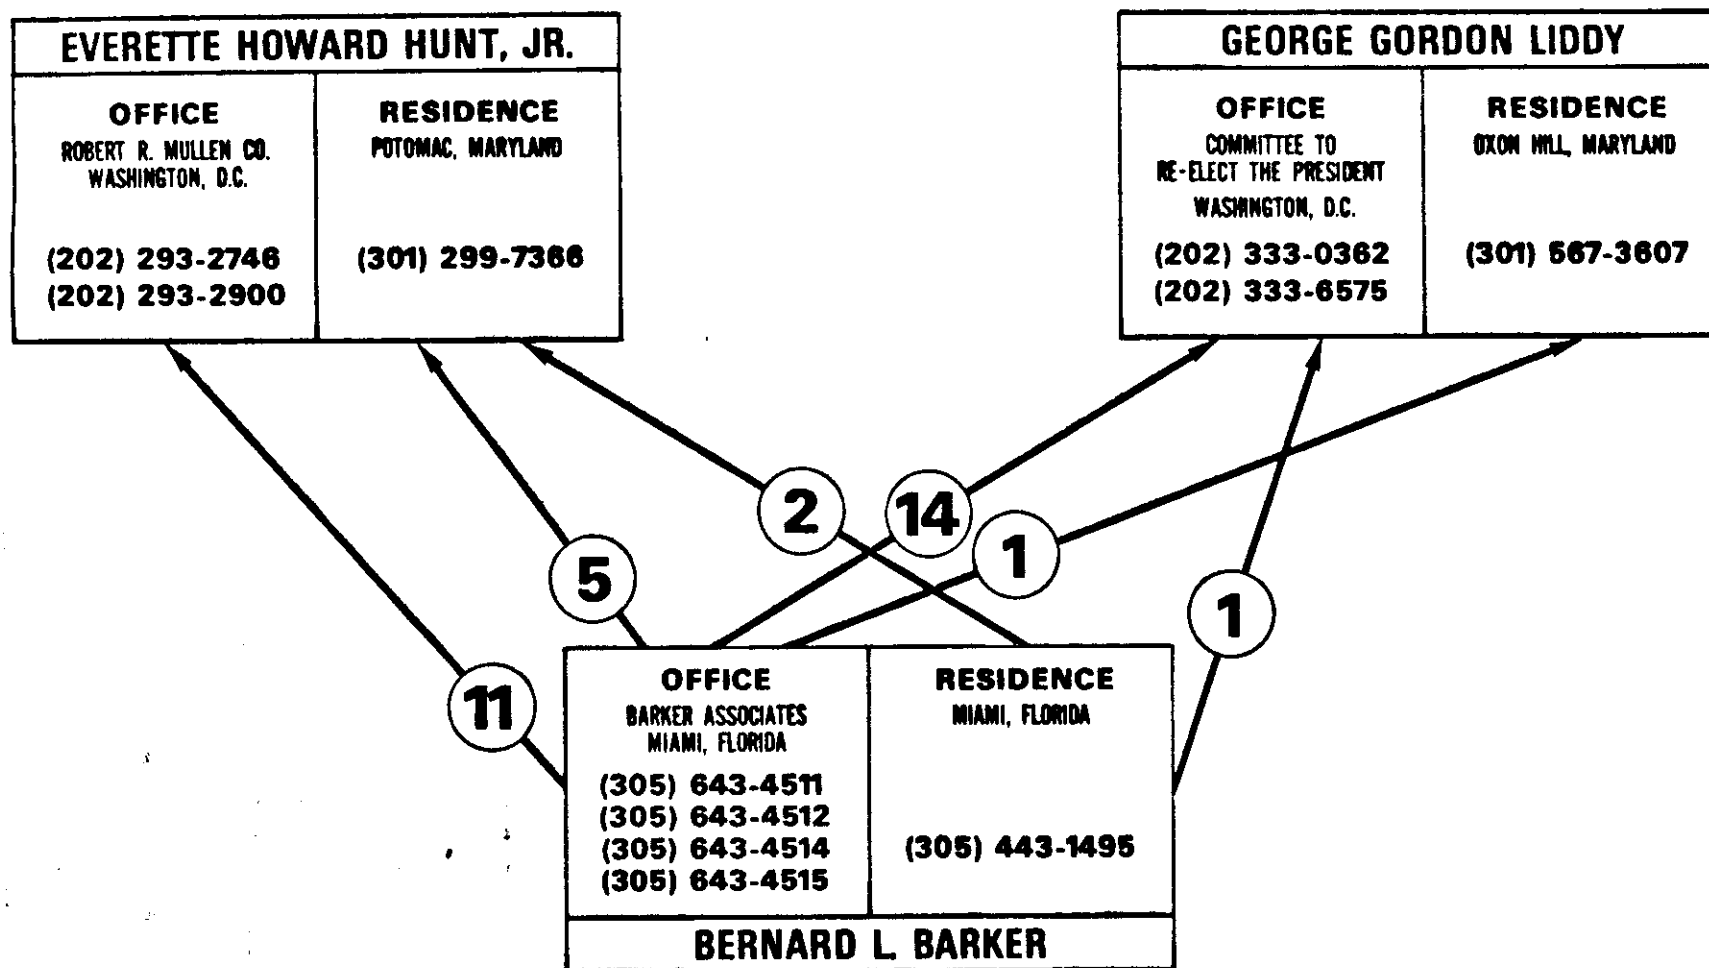 EVERETTE HOWARD HUNT, JR.
OFFICE
ROBERT R. MULLEN CO.
WASHINGTON, D.C.
(202) 293-2746
(202) 293-2900
RESIDENCE
POTOMAC, MARYLAND
(301) 299-7366
GEORGE GORDON LIDDY
OFFICE
COMMITTEE TO
RE-ELECT THE PRESIDENT
WASHINGTON, D.C.
(202) 333-0362
(202) 333-6575
RESIDENCE
OXON HILL, MARYLAND
(301) 567-3607
2
14
1
5
1
11
OFFICE
BARKER ASSOCIATES
MIAMI, FLORIDA
(305) 643-4511
(305) 643-4512
(305) 643-4514
(305) 643-4515
RESIDENCE
MIAMI, FLORIDA
(305) 443-1495
BERNARD L. BARKER